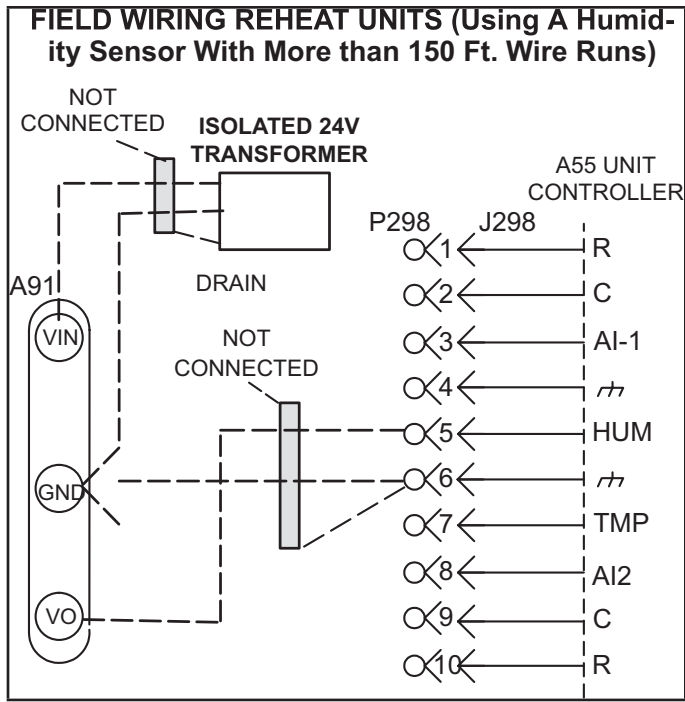 FIELD WIRING REHEAT UNITS (Using A Humid-
ity Sensor With More than 150 Ft. Wire Runs)
NOT
CONNECTED
ISOLATED 24V
TRANSFORMER
A55 UNIT
CONTROLLER
P298
J298
1
R
A91
DRAIN
2
C
VIN
NOT
CONNECTED
3
AI-1
4
5
HUM
GND
6
7
TMP
8
AI2
VO
9
C
10
R